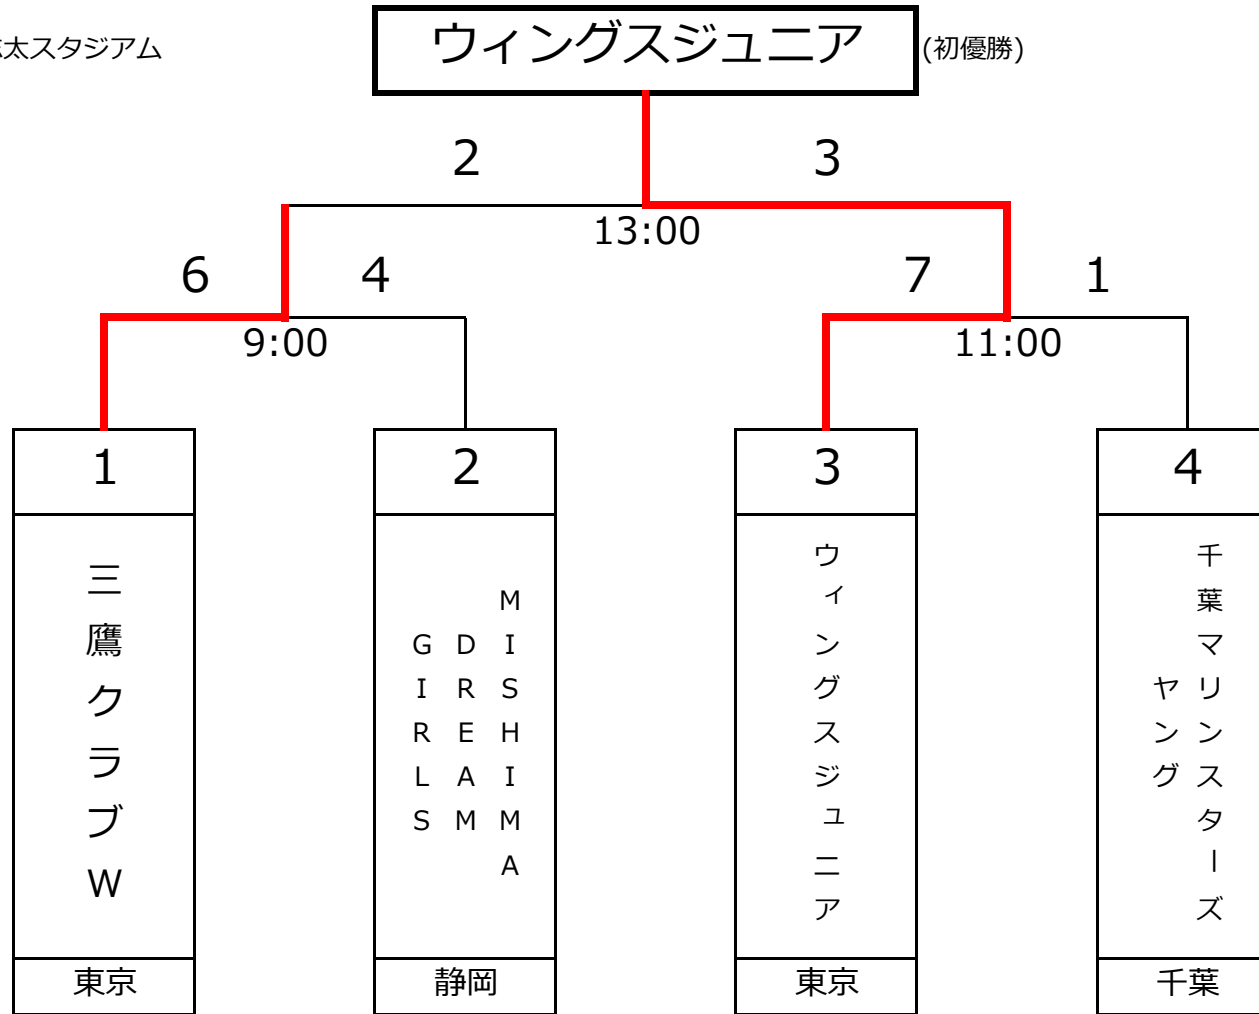 太スタジアム
ウィングスジュニア
(初優勝)
2
3
13:00
6
4
7
1
9:00
11:00
1
2
3
4
三鷹クラブW
MISHIMA
DREAM
GIRLS
ウィングスジュニア
千葉マリンスターズ
ヤング
東京
静岡
東京
千葉